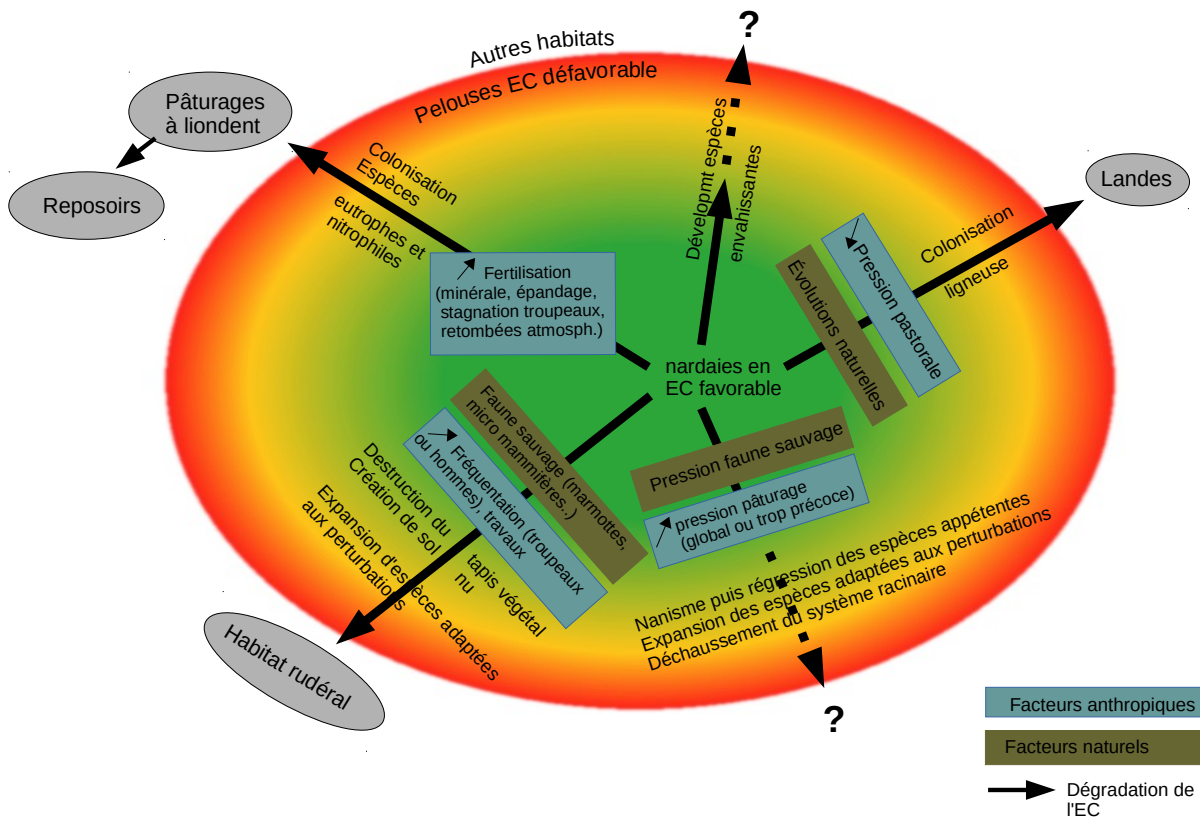 ?
Autres habitats
Pelouses EC défavorable
Pâturages
à liondent
Reposoirs
Colonisation
Espèces
eutrophes et
nitrophiles
Fertilisation
(minérale, épandage,
stagnation troupeaux,
retombées atmosph.)
Dévelopmt espèces
envahissantes
Landes
Colonisation
ligneuse
Pression pastorale
Évolutions naturelles
nardaies en
EC favorable
Faune sauvage (marmottes,
micro mammifères..)
Fréquentation (troupeaux
ou hommes), travaux
Destruction du
tapis végétal
Création de sol
nu
Expansion d'espèces adaptées
aux perturbations
Habitat rudéral
Pression faune sauvage
pression pâturage
(global ou trop précoce)
Nanisme puis régression des espèces appétentes
Expansion des espèces adaptées aux perturbations
Déchaussement du système racinaire
?
Facteurs anthropiques
Facteurs naturels
Dégradation de
l'EC